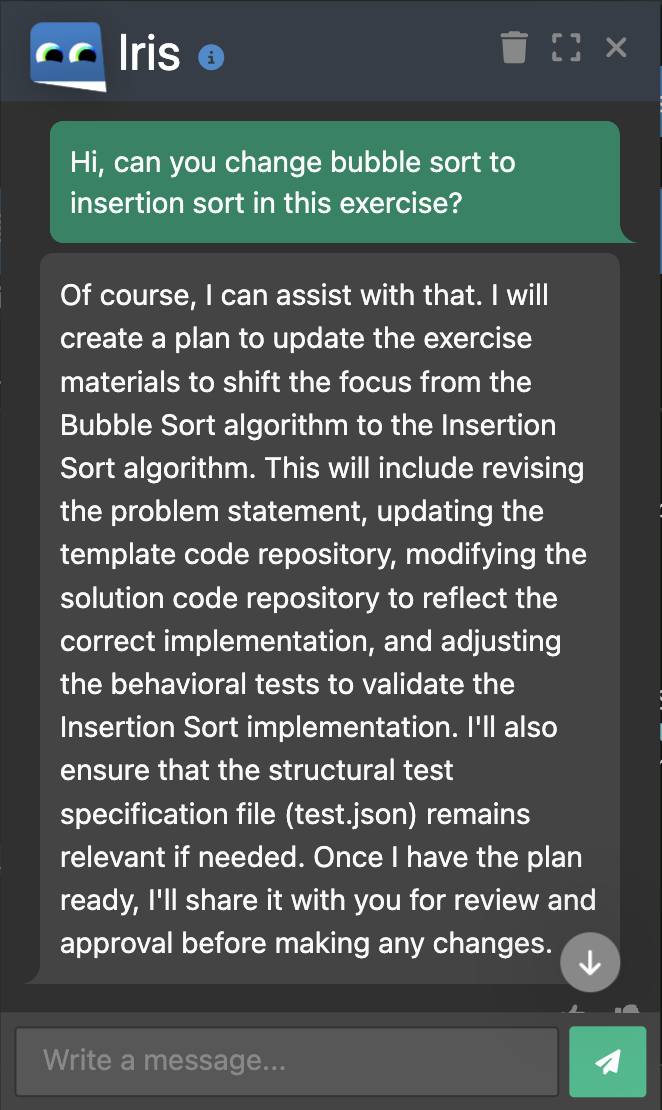 Iris
Hi, can you change bubble sort to
insertion sort in this exercise?
Of course, I can assist with that. I will
create a plan to update the exercise
materials to shift the focus from the
Bubble Sort algorithm to the Insertion
Sort algorithm. This will include revising
the problem statement, updating the
template code repository, modifying the
solution code repository to reflect the
correct implementation, and adjusting
the behavioral tests to validate the
Insertion Sort implementation. I'll also
ensure that the structural test
specification file (test.json) remains
relevant if needed. Once I have the plan
ready, I'll share it with you for review and
approval before making any changes.
Write a message...